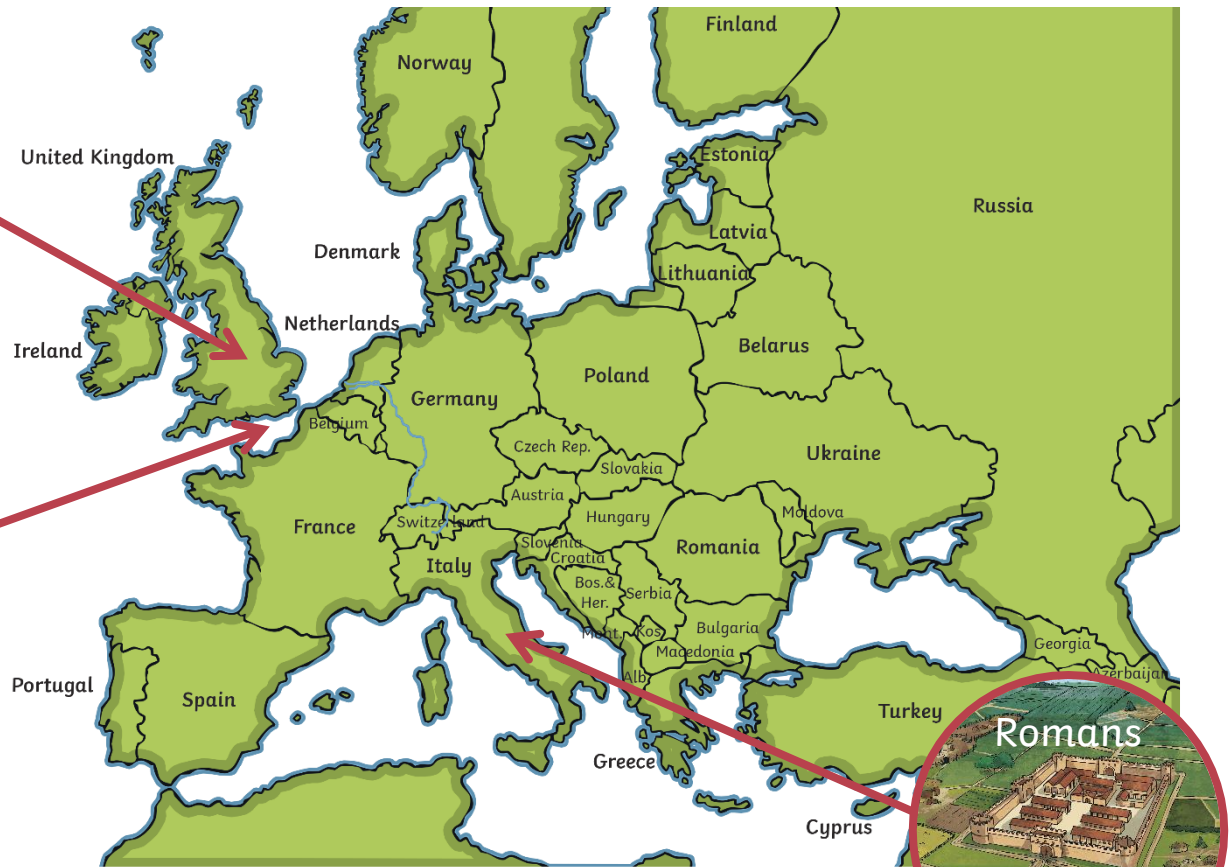 Finland
Norway
United Kingdom
Estonia
Russia
Latvia
Denmark
Lithuania
Netherlands
Ireland
Belarus
Poland
Germany
Belgium
Czech Rep.
Ukraine
Slovakia
Austria
Moldova
Hungary
Switzerland
France
Slovenia
Romania
Croatia
Italy
Bos.&
Her.
Serbia
Mont.
Kos.
Bulgaria
Georgia
Macedonia
Azerbaijan
Alb.
Portugal
Spain
Turkey
Romans
Greece
Cyprus